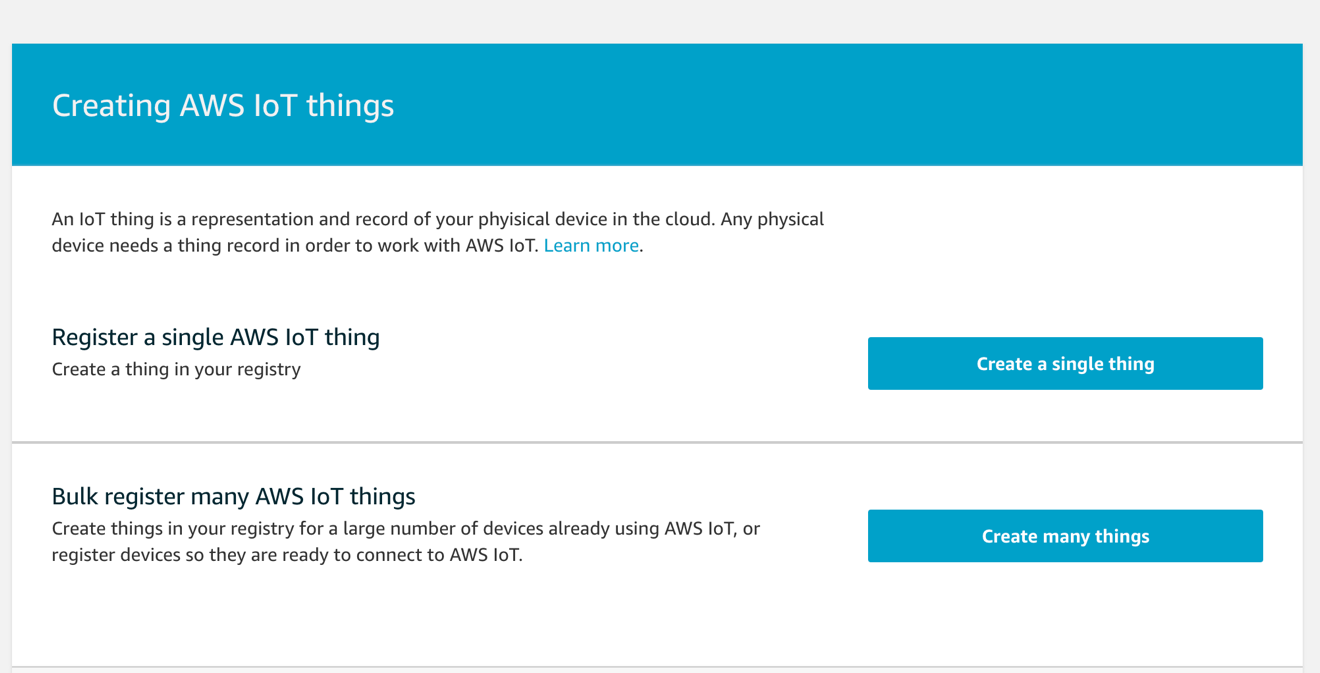 Creating AWS IoT things
An IoT thing is a representation and record of your phyisical device in the cloud. Any physical
device needs a thing record in order to work with AWS IoT. Learn more.
Register a single AWS IoT thing
Create a thing in your registry
Create a single thing
Bulk register many AWS IoT things
Create things in your registry for a large number of devices already using AWS IoT, or
register devices so they are ready to connect to AWS IoT.
Create many things